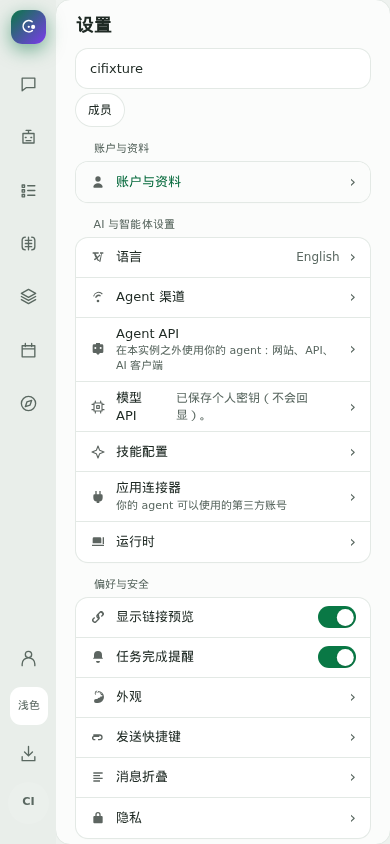 设置
cifixture
成员
账户与资料
账户与资料
AI 与智能体设置
语言 English
Agent 渠道
Agent API
在本实例之外使用你的 agent：网站、API、
AI 客户端
模型 API
已保存个人密钥（不会回
显）。
技能配置
应用连接器
你的 agent 可以使用的第三方账号
运行时
偏好与安全
显示链接预览
任务完成提醒
外观
发送快捷键
消息折叠
隐私
浅色
CI